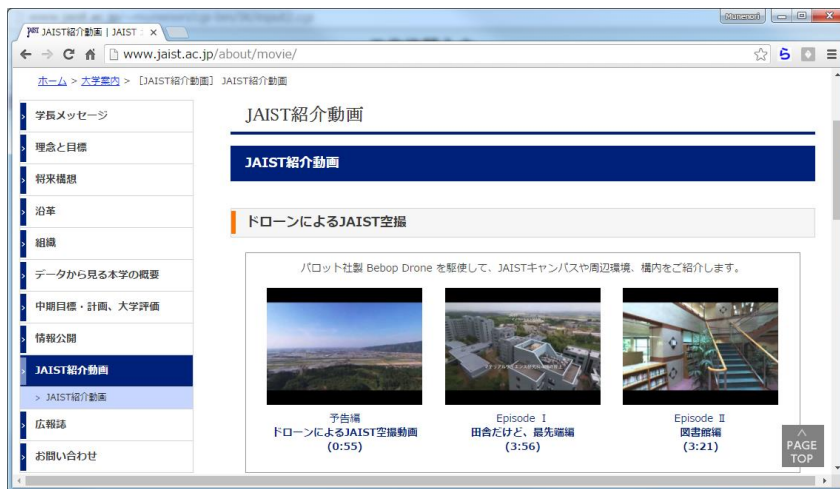 Munenori
JAIST紹介動画 | JAIST
www.jaist.ac.jp/about/movie/
ホーム > 大学案内 > [JAIST紹介動画] JAIST紹介動画
学長メッセージ
理念と目標
将来構想
沿革
組織
データから見る本学の概要
中期目標・計画、大学評価
情報公開
JAIST紹介動画
> JAIST紹介動画
広報誌
お問い合わせ
JAIST紹介動画
JAIST紹介動画
ドローンによるJAIST空撮
パロット社製 Bebop Drone を駆使して、JAISTキャンパスや周辺環境、構内をご紹介します。
予告編
ドローンによるJAIST空撮動画
(0:55)
Episode Ⅰ
田舎だけど、最先端編
(3:56)
Episode Ⅱ
図書館編
(3:21)
PAGE
TOP